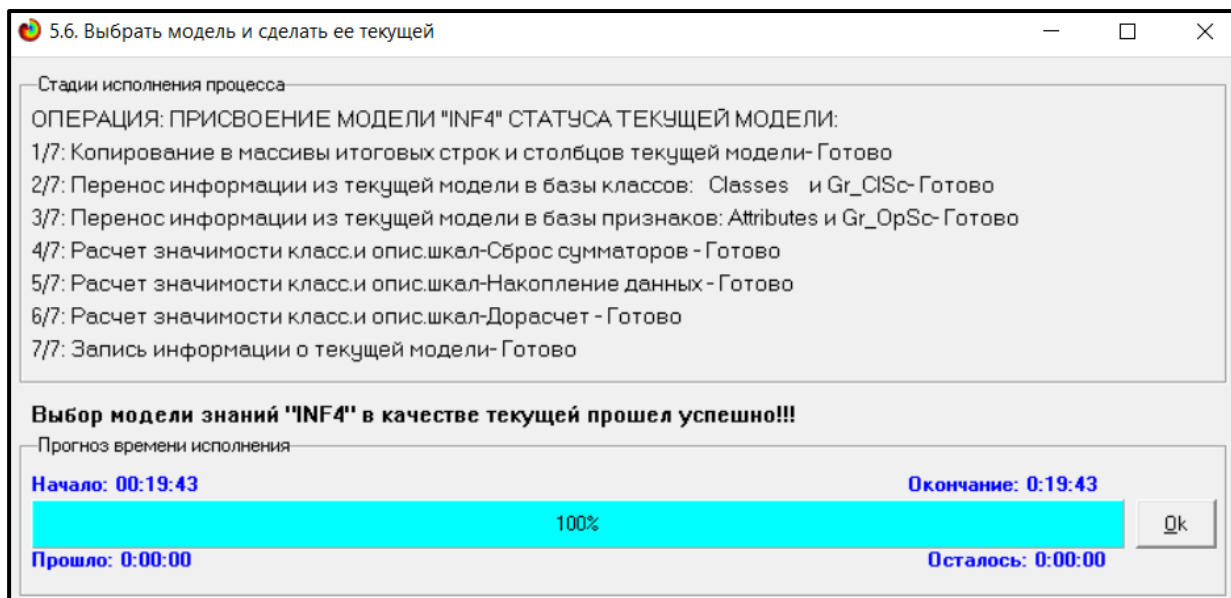 5.6. Выбрать модель и сделать ее текущей
Стадии исполнения процесса
ОПЕРАЦИЯ: ПРИСВОЕНИЕ МОДЕЛИ "INF4" СТАТУСА ТЕКУЩЕЙ МОДЕЛИ:
1/7: Копирование в массивы итоговых строк и столбцов текущей модели- Готово
2/7: Перенос информации из текущей модели в базы классов: Classes и Gr_ClSc- Готово
3/7: Перенос информации из текущей модели в базы признаков: Attributes и Gr_OpSc- Готово
4/7: Расчет значимости класс.и опис.шкал-Сброс сумматоров - Готово
5/7: Расчет значимости класс.и опис.шкал-Накопление данных - Готово
6/7: Расчет значимости класс.и опис.шкал-Дорасчет - Готово
7/7: Запись информации о текущей модели- Готово
Выбор модели знаний "INF4" в качестве текущей прошел успешно!!!
Прогноз времени исполнения
Начало: 00:19:43 Окончание: 0:19:43
100% Ok
Прошло: 0:00:00 Осталось: 0:00:00